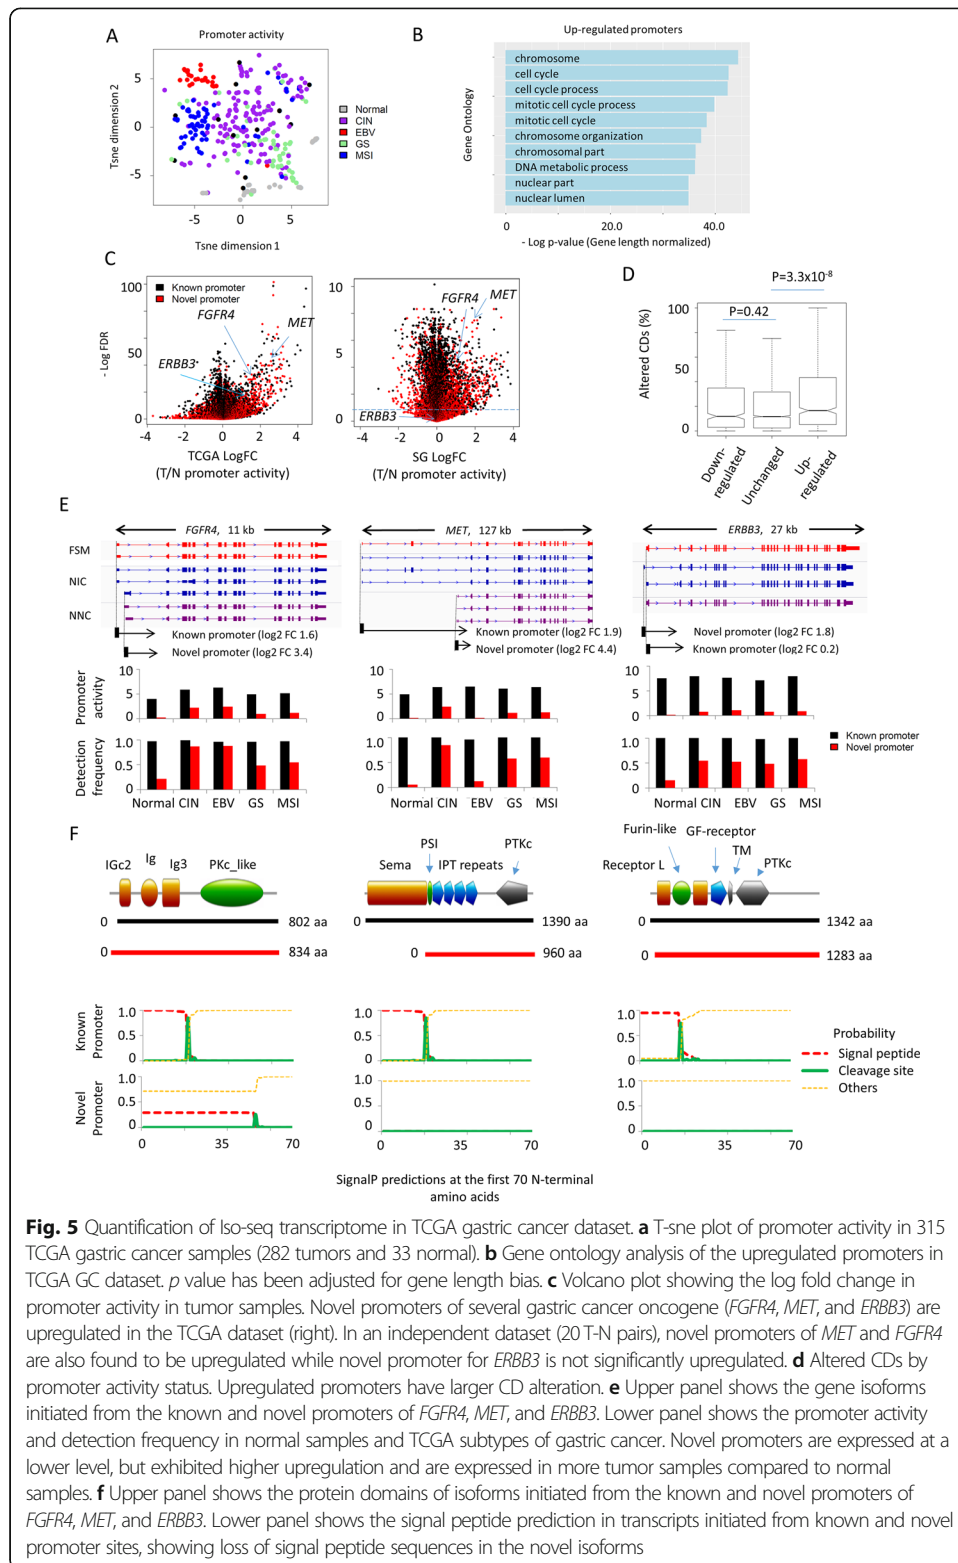 A
Promoter activity
Tsne dimension 2
5
0
-5
-5
0
5
Tsne dimension 1
Normal
CIN
EBV
GS
MSI
B
Up-regulated promoters
Gene Ontology
chromosome
cell cycle
cell cycle process
mitotic cell cycle process
mitotic cell cycle
chromosome organization
chromosomal part
DNA metabolic process
nuclear part
nuclear lumen
0
20.0
40.0
- Log p-value (Gene length normalized)
C
- Log FDR
100
50
0
Known promoter
Novel promoter
FGFR4
MET
ERBB3
-4 -2 0 2 4
TCGA LogFC
(T/N promoter activity)
10
5
0
FGFR4
MET
ERBB3
-4 -2 0 2 4
SG LogFC
(T/N promoter activity)
D
P=3.3x10-8
P=0.42
Altered CDs (%)
100
50
0
Down-regulated
Unchanged
Up-regulated
E
FGFR4, 11 kb
MET, 127 kb
ERBB3, 27 kb
FSM
NIC
NNC
Known promoter (log2 FC 1.6)
Novel promoter (log2 FC 3.4)
Known promoter (log2 FC 1.9)
Novel promoter (log2 FC 4.4)
Novel promoter (log2 FC 1.8)
Known promoter (log2 FC 0.2)
Promoter activity
10
5
0
10
5
0
10
5
0
Detection frequency
1.0
0.5
0
1.0
0.5
0
1.0
0.5
0
Known promoter
Novel promoter
Normal CIN EBV GS MSI
Normal CIN EBV GS MSI
Normal CIN EBV GS MSI
F
IGc2
Ig
Ig3
PKc_like
Sema
PSI
IPT repeats
PTKc
Receptor L
Furin-like
GF-receptor
TM
PTKc
0 802 aa
0 834 aa
0 1390 aa
0 960 aa
0 1342 aa
0 1283 aa
Known Promoter
1.0
0.5
0
1.0
0.5
0
1.0
0.5
0
Novel Promoter
1.0
0.5
0
1.0
0.5
0
1.0
0.5
0
0 35 70
0 35 70
0 35 70
Probability
Signal peptide
Cleavage site
Others
SignalP predictions at the first 70 N-terminal
amino acids
Fig. 5 Quantification of Iso-seq transcriptome in TCGA gastric cancer dataset. a T-sne plot of promoter activity in 315
TCGA gastric cancer samples (282 tumors and 33 normal). b Gene ontology analysis of the upregulated promoters in
TCGA GC dataset. p value has been adjusted for gene length bias. c Volcano plot showing the log fold change in
promoter activity in tumor samples. Novel promoters of several gastric cancer oncogene (FGFR4, MET, and ERBB3) are
upregulated in the TCGA dataset (right). In an independent dataset (20 T-N pairs), novel promoters of MET and FGFR4
are also found to be upregulated while novel promoter for ERBB3 is not significantly upregulated. d Altered CDs by
promoter activity status. Upregulated promoters have larger CD alteration. e Upper panel shows the gene isoforms
initiated from the known and novel promoters of FGFR4, MET, and ERBB3. Lower panel shows the promoter activity
and detection frequency in normal samples and TCGA subtypes of gastric cancer. Novel promoters are expressed at a
lower level, but exhibited higher upregulation and are expressed in more tumor samples compared to normal
samples. f Upper panel shows the protein domains of isoforms initiated from the known and novel promoters of
FGFR4, MET, and ERBB3. Lower panel shows the signal peptide prediction in transcripts initiated from known and novel
promoter sites, showing loss of signal peptide sequences in the novel isoforms